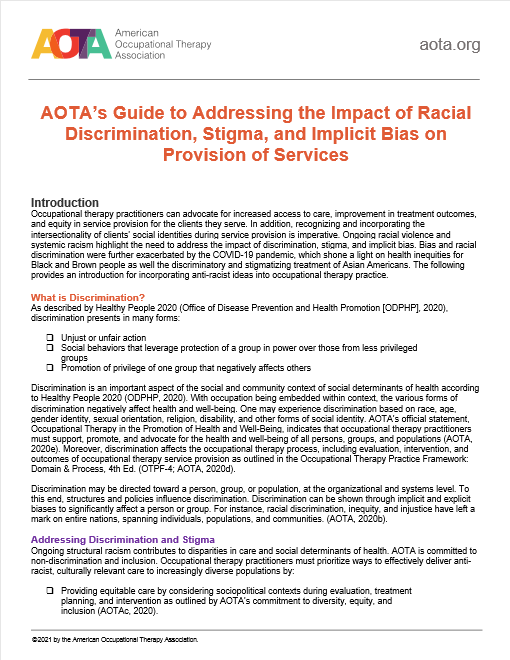 AOTA
American
Occupational Therapy
Association
aota.org
AOTA's Guide to Addressing the Impact of Racial
Discrimination, Stigma, and Implicit Bias on
Provision of Services
Introduction
Occupational therapy practitioners can advocate for increased access to care, improvement in treatment outcomes,
and equity in service provision for the clients they serve. In addition, recognizing and incorporating the
intersectionality of clients' social identities during service provision is imperative. Ongoing racial violence and
systemic racism highlight the need to address the impact of discrimination, stigma, and implicit bias. Bias and racial
discrimination were further exacerbated by the COVID-19 pandemic, which shone a light on health inequities for
Black and Brown people as well the discriminatory and stigmatizing treatment of Asian Americans. The following
provides an introduction for incorporating anti-racist ideas into occupational therapy practice.
What is Discrimination?
As described by Healthy People 2020 (Office of Disease Prevention and Health Promotion [ODPHP], 2020),
discrimination presents in many forms:
❑ Unjust or unfair action
❑ Social behaviors that leverage protection of a group in power over those from less privileged
groups
❑ Promotion of privilege of one group that negatively affects others
Discrimination is an important aspect of the social and community context of social determinants of health according
to Healthy People 2020 (ODPHP, 2020). With occupation being embedded within context, the various forms of
discrimination negatively affect health and well-being. One may experience discrimination based on race, age,
gender identity, sexual orientation, religion, disability, and other forms of social identity. AOTA's official statement,
Occupational Therapy in the Promotion of Health and Well-Being, indicates that occupational therapy practitioners
must support, promote, and advocate for the health and well-being of all persons, groups, and populations (AOTA,
2020e). Moreover, discrimination affects the occupational therapy process, including evaluation, intervention, and
outcomes of occupational therapy service provision as outlined in the Occupational Therapy Practice Framework:
Domain & Process, 4th Ed. (OTPF-4; AOTA, 2020d).
Discrimination may be directed toward a person, group, or population, at the organizational and systems level. To
this end, structures and policies influence discrimination. Discrimination can be shown through implicit and explicit
biases to significantly affect a person or group. For instance, racial discrimination, inequity, and injustice have left a
mark on entire nations, spanning individuals, populations, and communities. (AOTA, 2020b).
Addressing Discrimination and Stigma
Ongoing structural racism contributes to disparities in care and social determinants of health. AOTA is committed to
non-discrimination and inclusion. Occupational therapy practitioners must prioritize ways to effectively deliver anti-
racist, culturally relevant care to increasingly diverse populations by:
❑ Providing equitable care by considering sociopolitical contexts during evaluation, treatment
planning, and intervention as outlined by AOTA's commitment to diversity, equity, and
inclusion (AOTAc, 2020).
©2021 by the American Occupational Therapy Association.